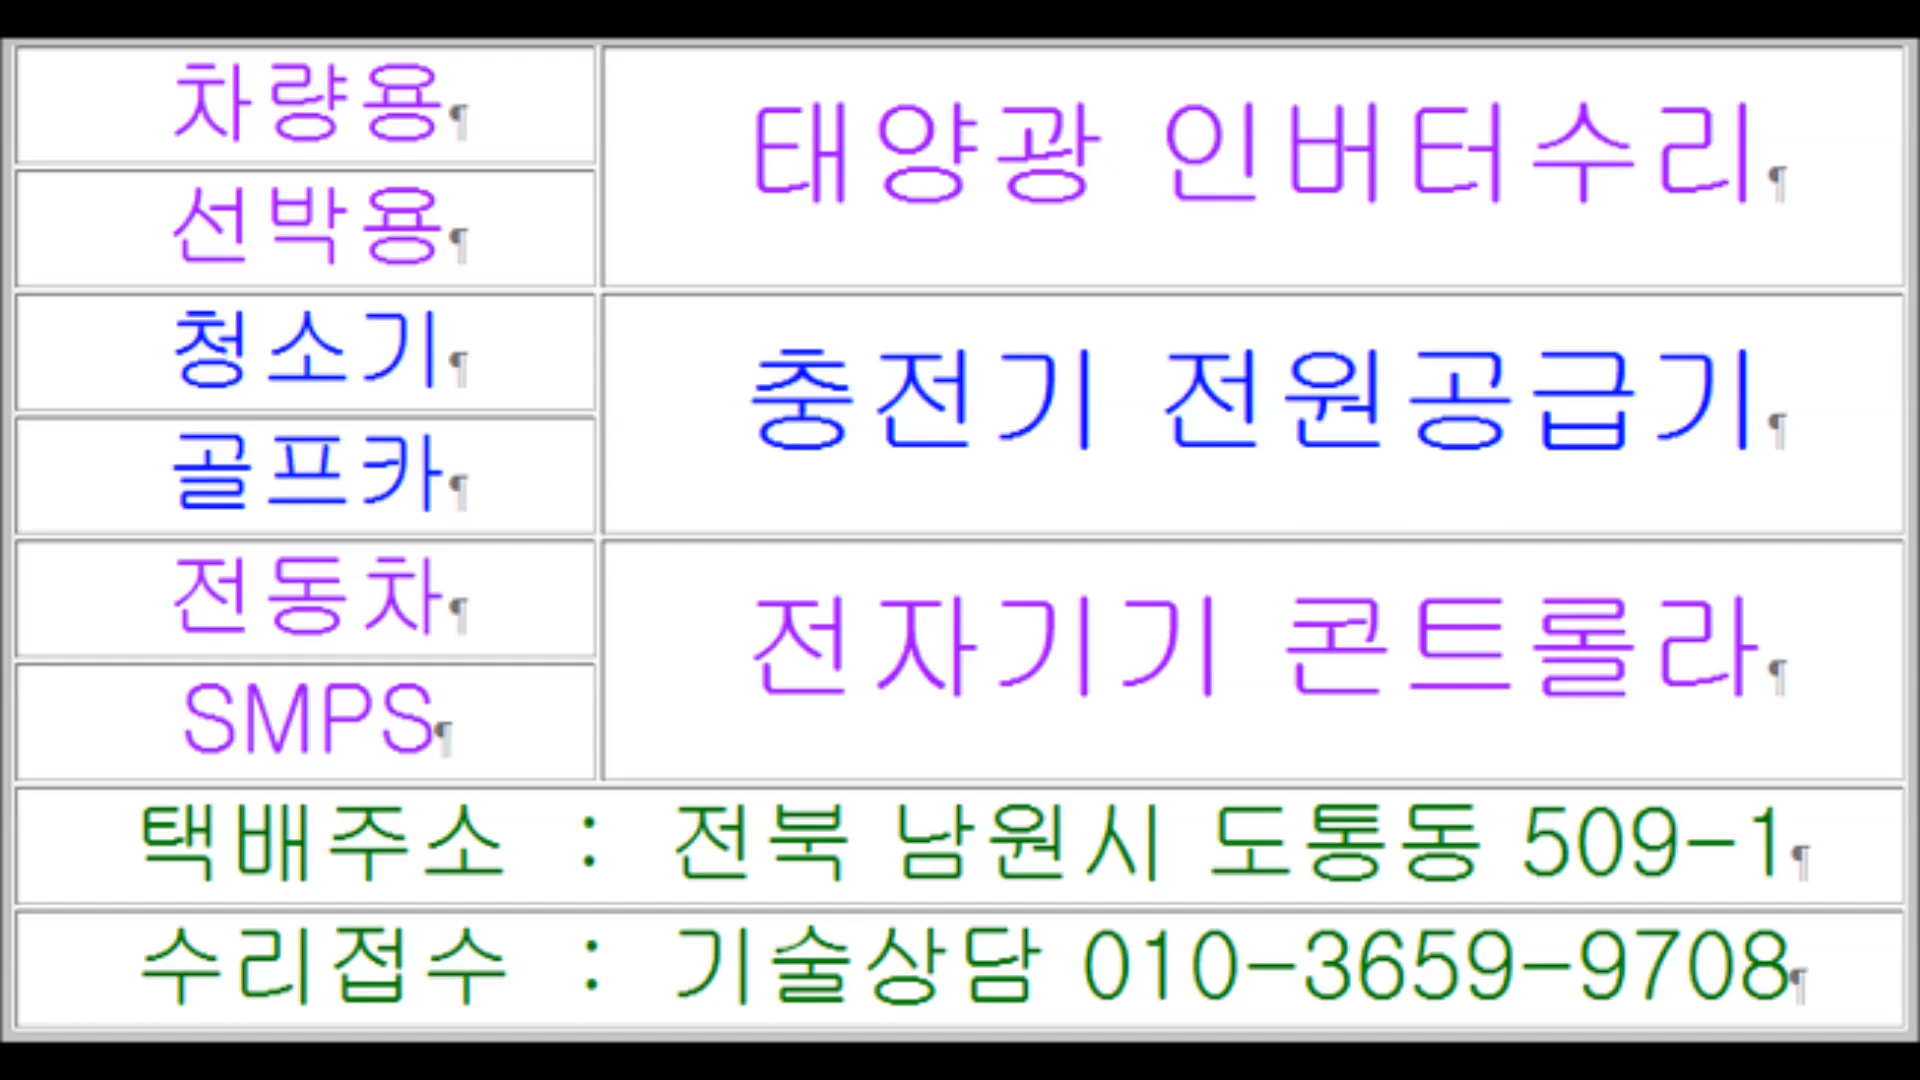 차량용
태양광 인버터수리
선박용
청소기
충전기 전원공급기
골프카
전동차
전자기기 콘트롤라
SMPS
택배주소 : 전북 남원시 도통동 509-1
수리접수 : 기술상담 010-3659-9708